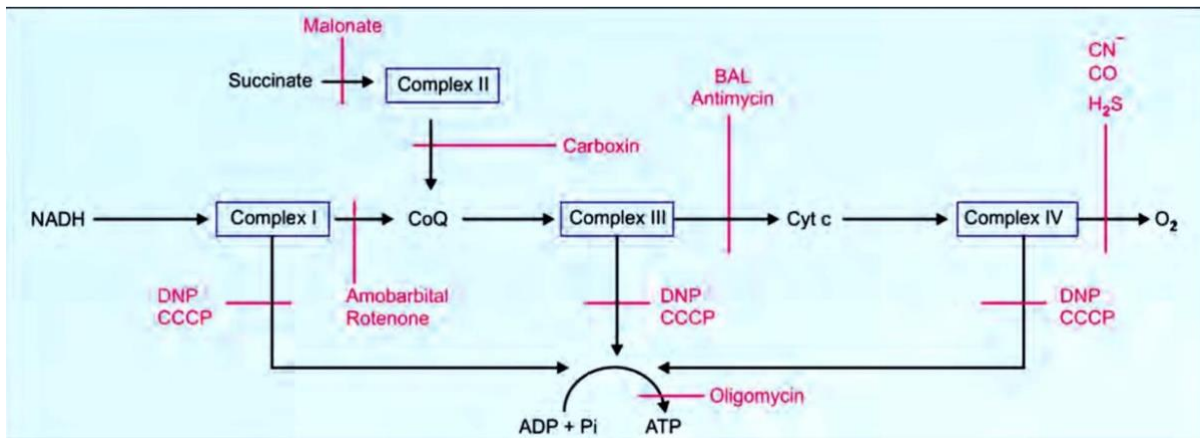 Malonate
Succinate
Complex II
BAL
Antimycin
CN⁻
CO
H₂S
Carboxin
NADH
Complex I
CoQ
Complex III
Cyt c
Complex IV
O₂
DNP
CCCP
Amobarbital
Rotenone
DNP
CCCP
DNP
CCCP
Oligomycin
ADP + Pi
ATP